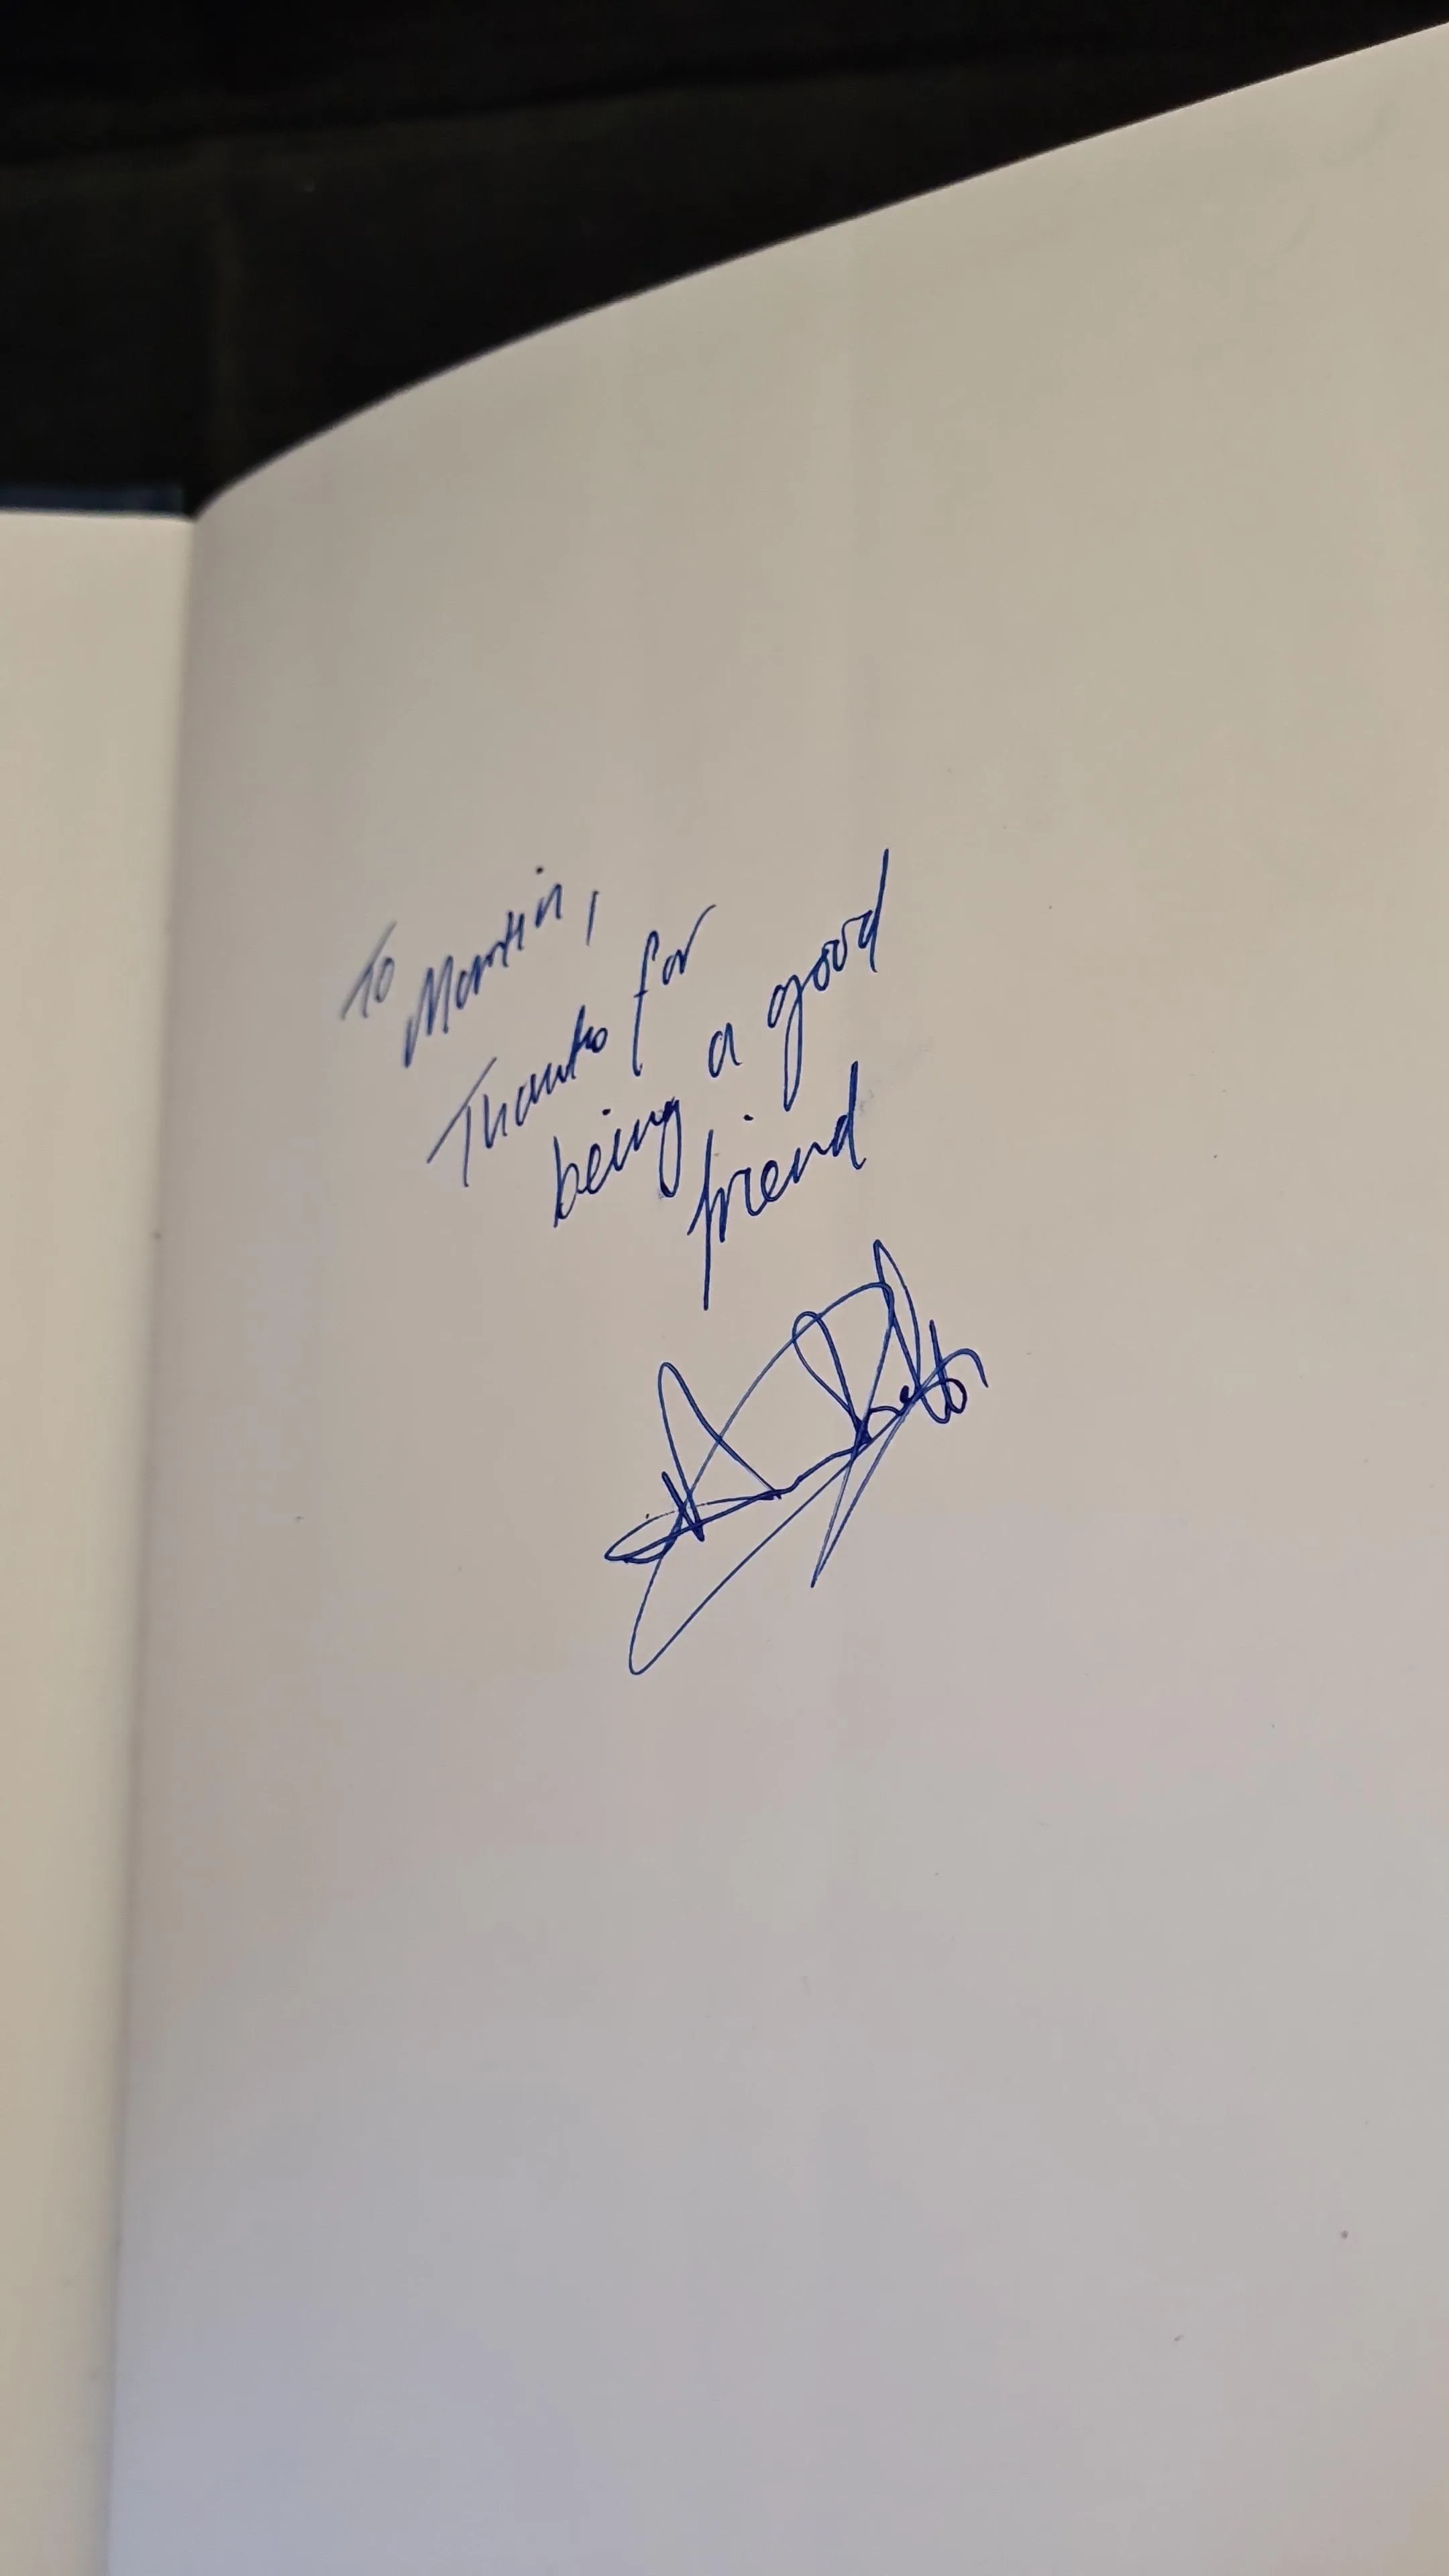 To Martin,
Thanks for
being a good
friend